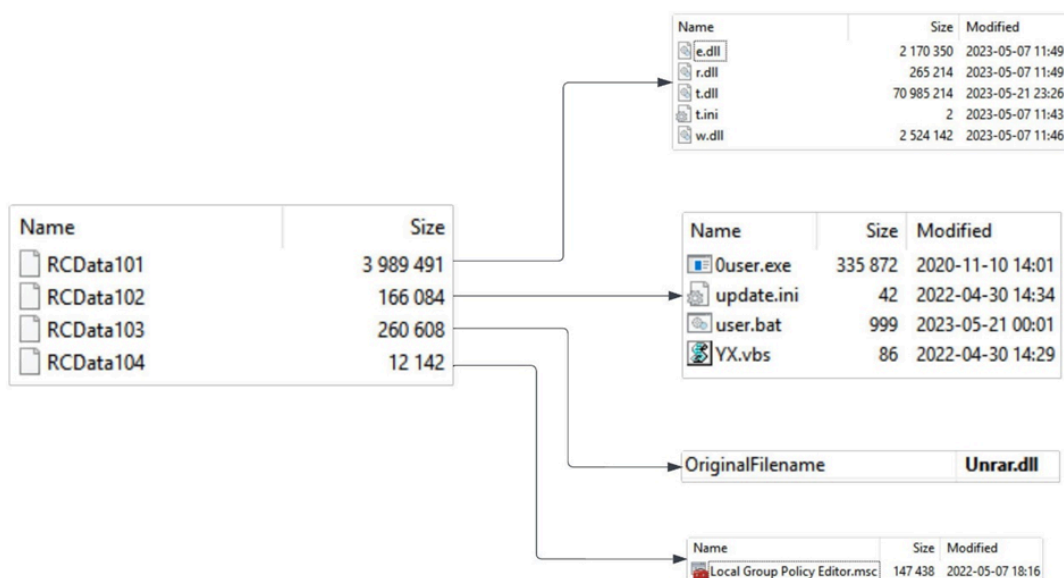 Name Size
RCData101 3 989 491
RCData102 166 084
RCData103 260 608
RCData104 12 142
Name Size Modified
e.dll 2 170 350 2023-05-07 11:49
r.dll 265 214 2023-05-07 11:49
t.dll 70 985 214 2023-05-21 23:26
t.ini 2 2023-05-07 11:43
w.dll 2 524 142 2023-05-07 11:46
Name Size Modified
0user.exe 335 872 2020-11-10 14:01
update.ini 42 2022-04-30 14:34
user.bat 999 2023-05-21 00:01
YX.vbs 86 2022-04-30 14:29
OriginalFilename Unrar.dll
Name Size Modified
Local Group Policy Editor.msc 147 438 2022-05-07 18:16